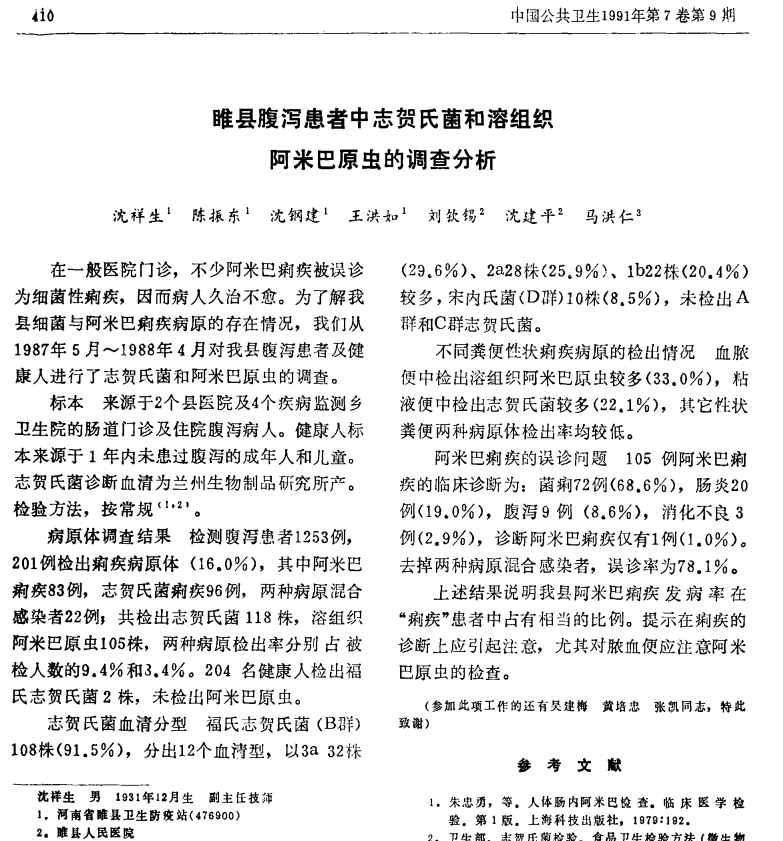 410
中国公共卫生1991年第7卷第9期
睢县腹泻患者中志贺氏菌和溶组织
阿米巴原虫的调查分析
沈祥生¹ 陈振东¹ 沈钢建¹ 王洪如¹ 刘钦锡² 沈建平² 马洪仁³
在一般医院门诊，不少阿米巴痢疾被误诊
为细菌性痢疾，因而病人久治不愈。为了解我
县细菌与阿米巴痢疾病原的存在情况，我们从
1987年5月～1988年4月对我县腹泻患者及健
康人进行了志贺氏菌和阿米巴原虫的调查。
标本 来源于2个县医院及4个疾病监测乡
卫生院的肠道门诊及住院腹泻病人。健康人标
本来源于1年内未患过腹泻的成年人和儿童。
志贺氏菌诊断血清为兰州生物制品研究所产。
检验方法，按常规⁽¹,²⁾。
病原体调查结果 检测腹泻患者1253例，
201例检出痢疾病原体（16.0%），其中阿米巴
痢疾83例，志贺氏菌痢疾96例，两种病原混合
感染者22例；共检出志贺氏菌118株，溶组织
阿米巴原虫105株，两种病原检出率分别占被
检人数的9.4%和3.4%。204 名健康人检出福
氏志贺氏菌2株，未检出阿米巴原虫。
志贺氏菌血清分型 福氏志贺氏菌（B群）
108株(91.5%)，分出12个血清型，以3a 32株
(29.6%)、2a28株(25.9%)、1b22株(20.4%)
较多，宋内氏菌(D群)10株(8.5%)，未检出A
群和C群志贺氏菌。
不同粪便性状痢疾病原的检出情况 血脓
便中检出溶组织阿米巴原虫较多(33.0%)，粘
液便中检出志贺氏菌较多(22.1%)，其它性状
粪便两种病原体检出率均较低。
阿米巴痢疾的误诊问题 105 例阿米巴痢
疾的临床诊断为：菌痢72例(68.6%)，肠炎20
例(19.0%)，腹泻9例（8.6%)，消化不良3
例(2.9%)，诊断阿米巴痢疾仅有1例(1.0%)。
去掉两种病原混合感染者，误诊率为78.1%。
上述结果说明我县阿米巴痢疾发病率在
“痢疾”患者中占有相当的比例。提示在痢疾的
诊断上应引起注意，尤其对脓血便应注意阿米
巴原虫的检查。
（参加此项工作的还有吴建梅 黄培忠 张凯同志，特此
致谢）
参考文献
沈祥生 男 1931年12月生 副主任技师
1．河南省睢县卫生防疫站(476900)
2．睢县人民医院
1．朱忠勇，等。人体肠内阿米巴检查。临床医学检
验。第1版。上海科技出版社，1979:192．
2．卫生部．志贺氏菌检验．食品卫生检验方法（微生物